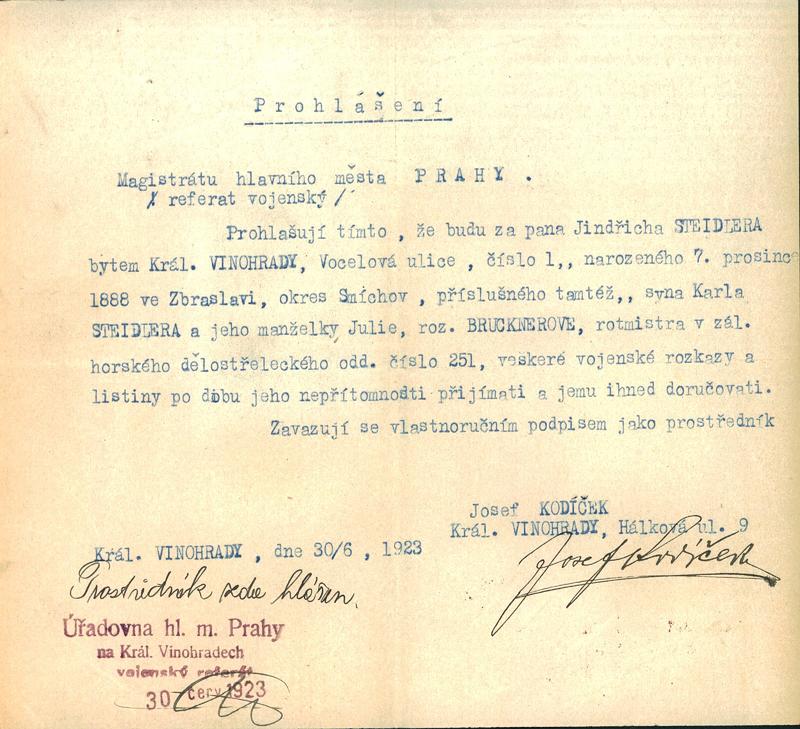 Prohlášení
Magistrátu hlavního města PRAHY .
/ referat vojenský /
Prohlašují tímto , že budu za pana Jindřicha STEIDLERA
bytem Král. VINOHRADY, Vocelová ulice , číslo 1,, narozeného 7. prosince
1888 ve Zbraslavi, okres Smíchov , příslušného tamtéž,, syna Karla
STEIDLERA a jeho manželky Julie, roz. BRUCKNEROVE, rotmistra v zál.
horského dělostřeleckého odd. číslo 251, veškeré vojenské rozkazy a
listiny po dobu jeho nepřítomnosti přijímati a jemu ihned doručovati.
Zavazují se vlastnoručním podpisem jako prostředník
Josef KODÍČEK
Král. VINOHRADY, Hálková ul. 9
Král. VINOHRADY , dne 30/6 , 1923
Josef Kodíček
Prostředník zde hlášen.
Úřadovna hl. m. Prahy
na Král. Vinohradech
vojenský referát
30 červ 1923